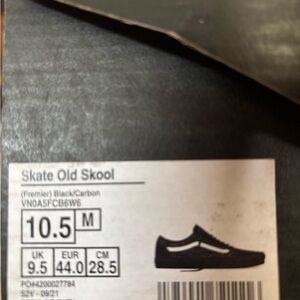 Skate Old Skool
(Premier) Black/Carbon
VN0A5FCB6W6
10.5 M
UK EUR CM
9.5 44.0 28.5
PO#4200027784
S2V - 09/21